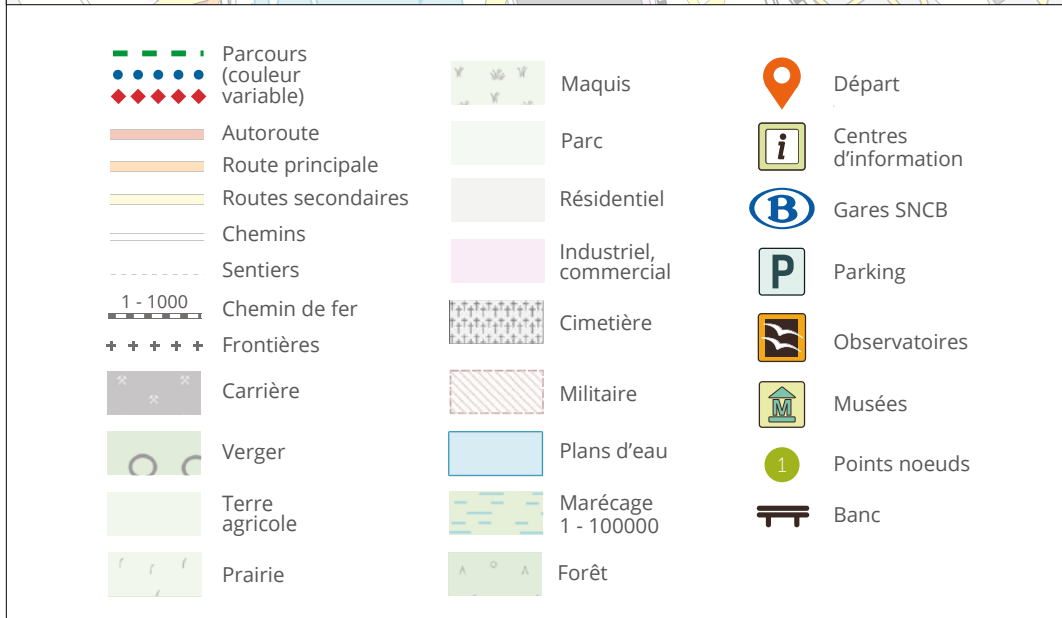 Parcours
(couleur
variable)
Autoroute
Route principale
Routes secondaires
Chemins
Sentiers
1 - 1000
Chemin de fer
Frontières
Carrière
Verger
Terre
agricole
Prairie
Maquis
Parc
Résidentiel
Industriel,
commercial
Cimetière
Militaire
Plans d’eau
Marécage
1 - 100000
Forêt
Départ
i
Centres
d’information
B
Gares SNCB
P
Parking
Observatoires
M
Musées
1
Points noeuds
Banc